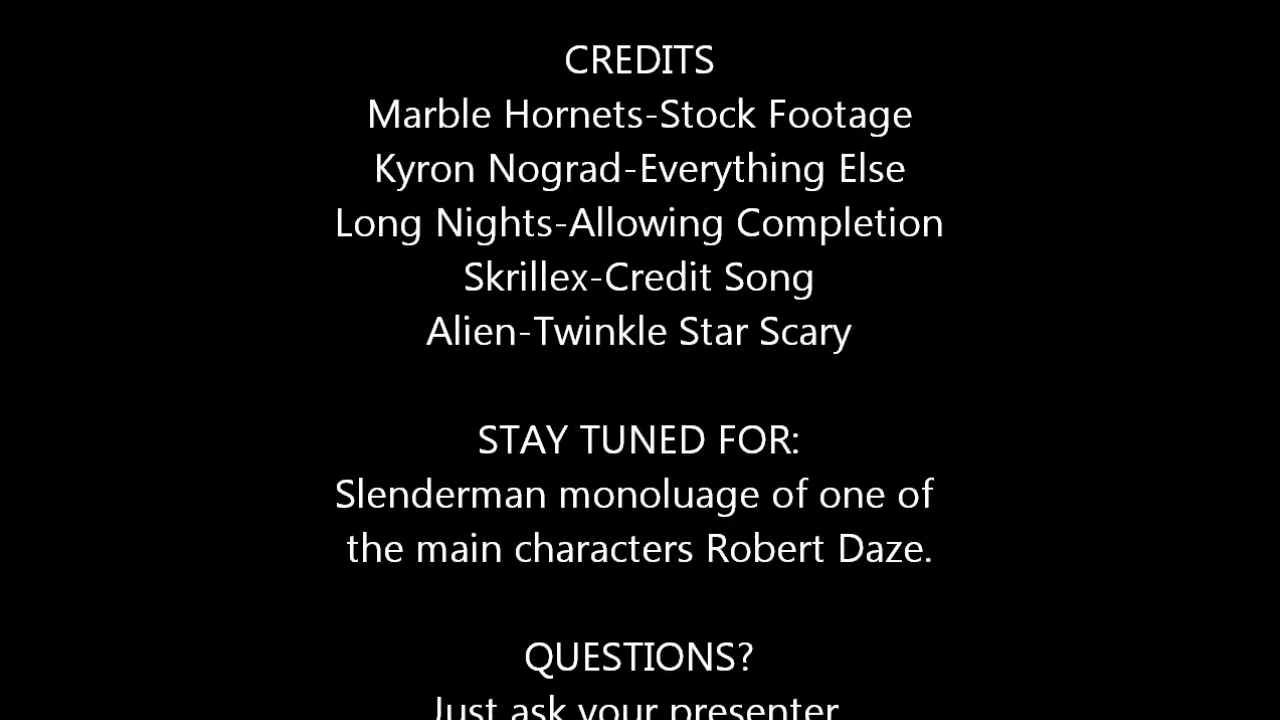 CREDITS
Marble Hornets-Stock Footage
Kyron Nograd-Everything Else
Long Nights-Allowing Completion
Skrillex-Credit Song
Alien-Twinkle Star Scary
STAY TUNED FOR:
Slenderman monoluage of one of
the main characters Robert Daze.
QUESTIONS?
Just ask your presenter